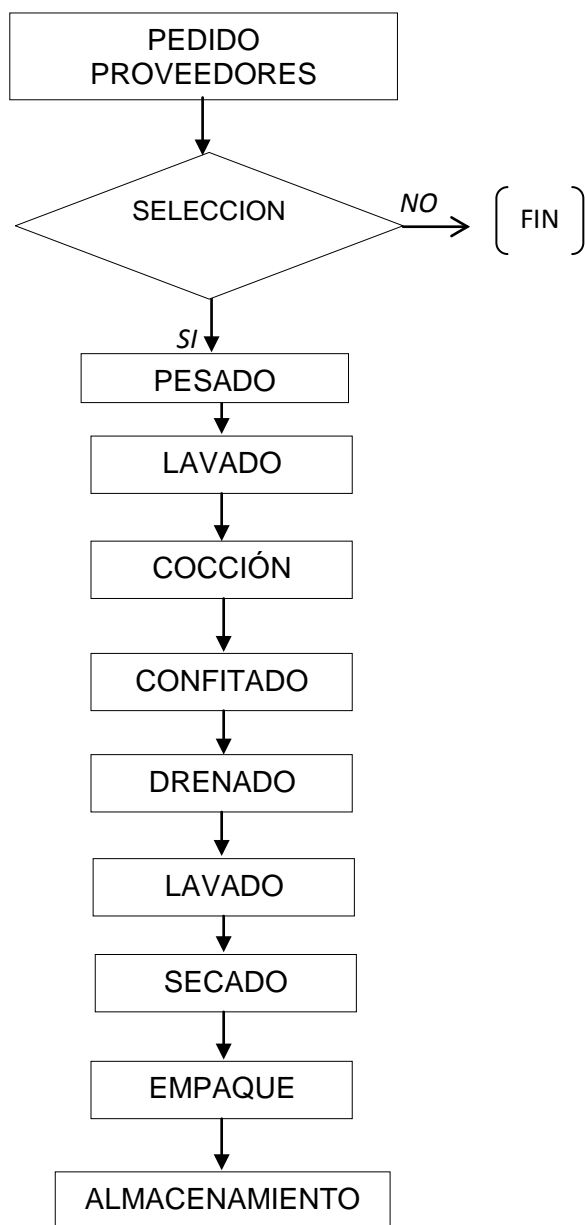 PEDIDO
PROVEEDORES
SELECCION
NO
FIN
SI
PESADO
LAVADO
COCCIÓN
CONFITADO
DRENADO
LAVADO
SECADO
EMPAQUE
ALMACENAMIENTO